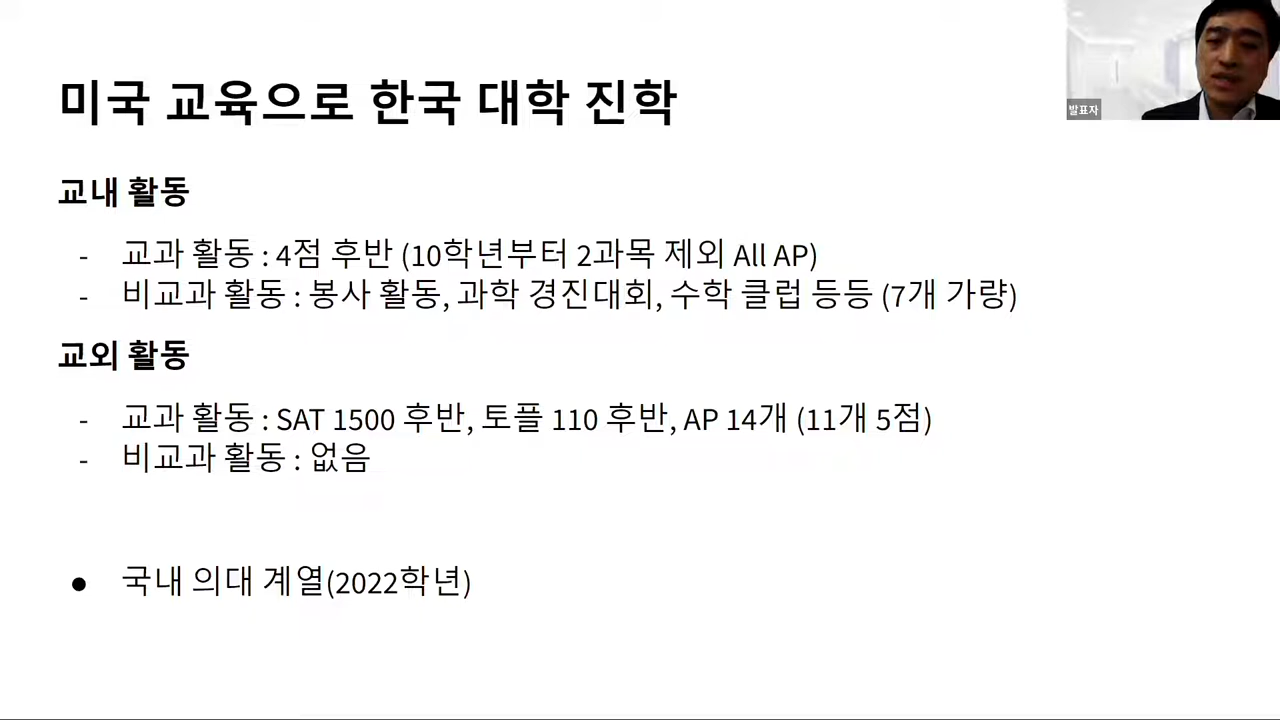 미국 교육으로 한국 대학 진학
발표자
교내 활동
- 교과 활동 : 4점 후반 (10학년부터 2과목 제외 All AP)
- 비교과 활동 : 봉사 활동, 과학 경진대회, 수학 클럽 등등 (7개 가량)
교외 활동
- 교과 활동 : SAT 1500 후반, 토플 110 후반, AP 14개 (11개 5점)
- 비교과 활동 : 없음
● 국내 의대 계열(2022학년)